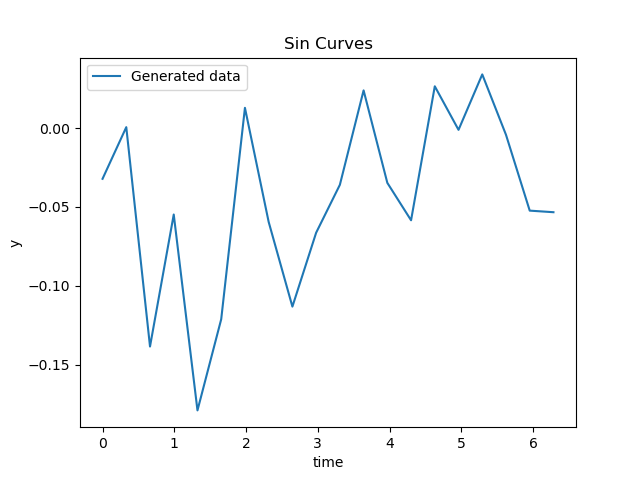 Sin Curves
Generated data
0.00
−0.05
−0.10
−0.15
y
0 1 2 3 4 5 6
time